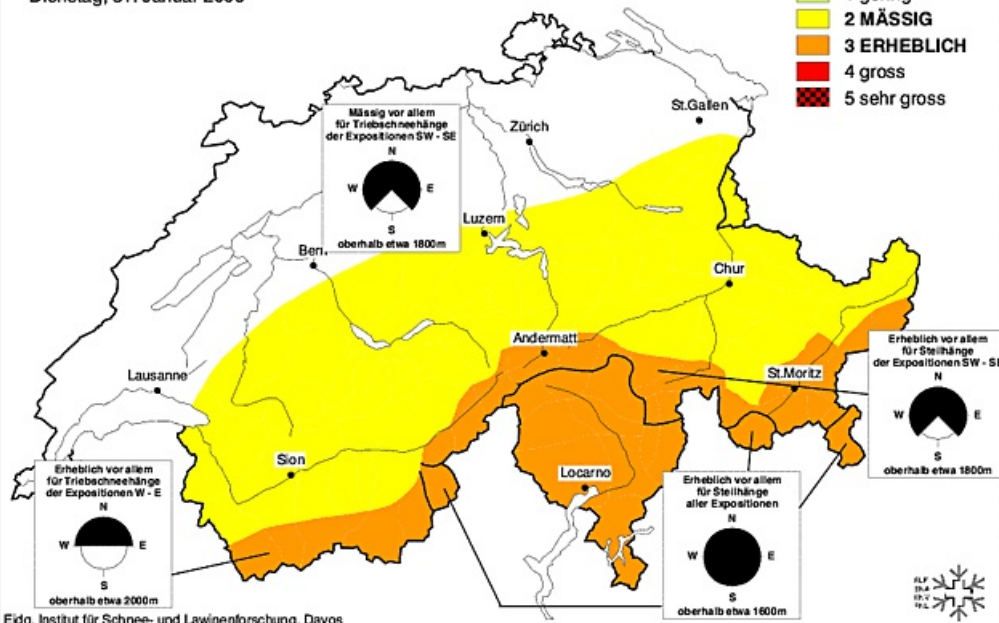 2 MÄSSIG
3 ERHEBLICH
4 gross
5 sehr gross
St.Gallen
Zürich
Mässig vor allem
für Triebschneehänge
der Expositionen SW - SE
N
W E
S
oberhalb etwa 1800m
Luzern
Bern
Chur
Andermatt
Lausanne
St.Moritz
Erheblich vor allem
für Steilhänge
der Expositionen SW - SE
N
W E
S
oberhalb etwa 1800m
Sion
Locarno
Erheblich vor allem
für Triebschneehänge
der Expositionen W - E
N
W E
S
oberhalb etwa 2000m
Erheblich vor allem
für Steilhänge
aller Expositionen
N
W E
S
oberhalb etwa 1600m
Eidg. Institut für Schnee- und Lawinenforschung, Davos